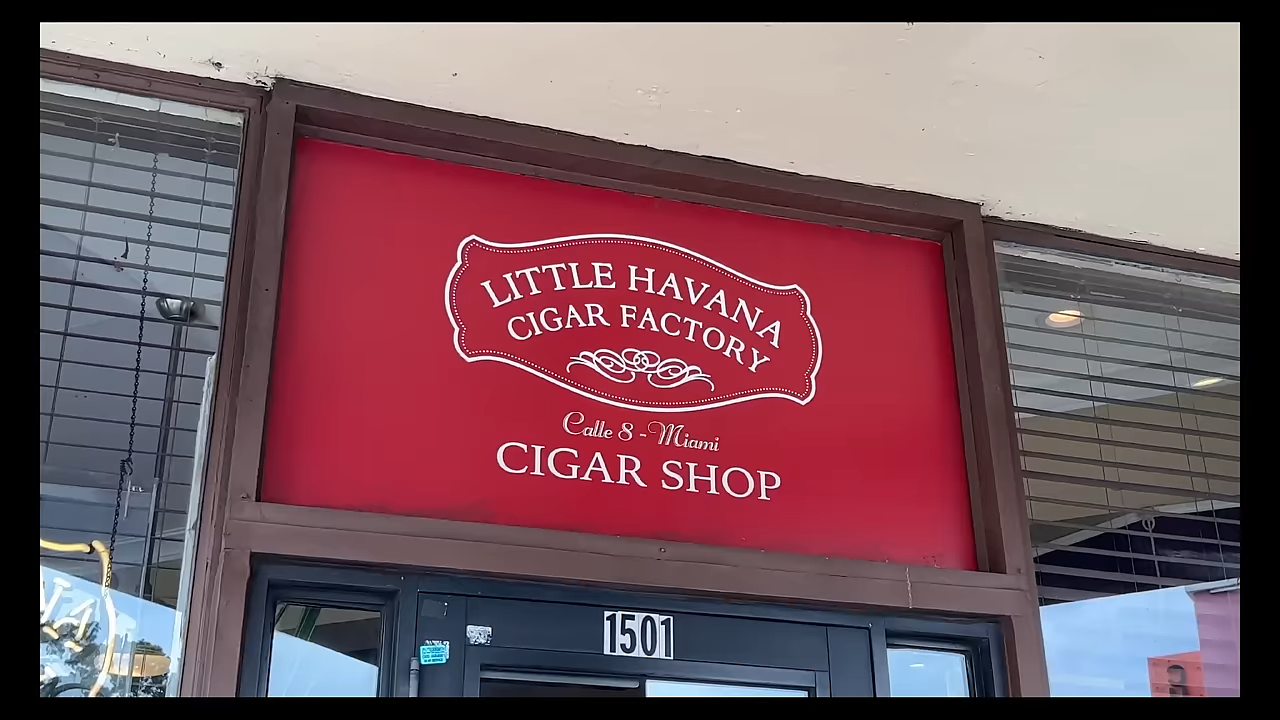 LITTLE HAVANA
CIGAR FACTORY
Calle 8 - Miami
CIGAR SHOP
1501